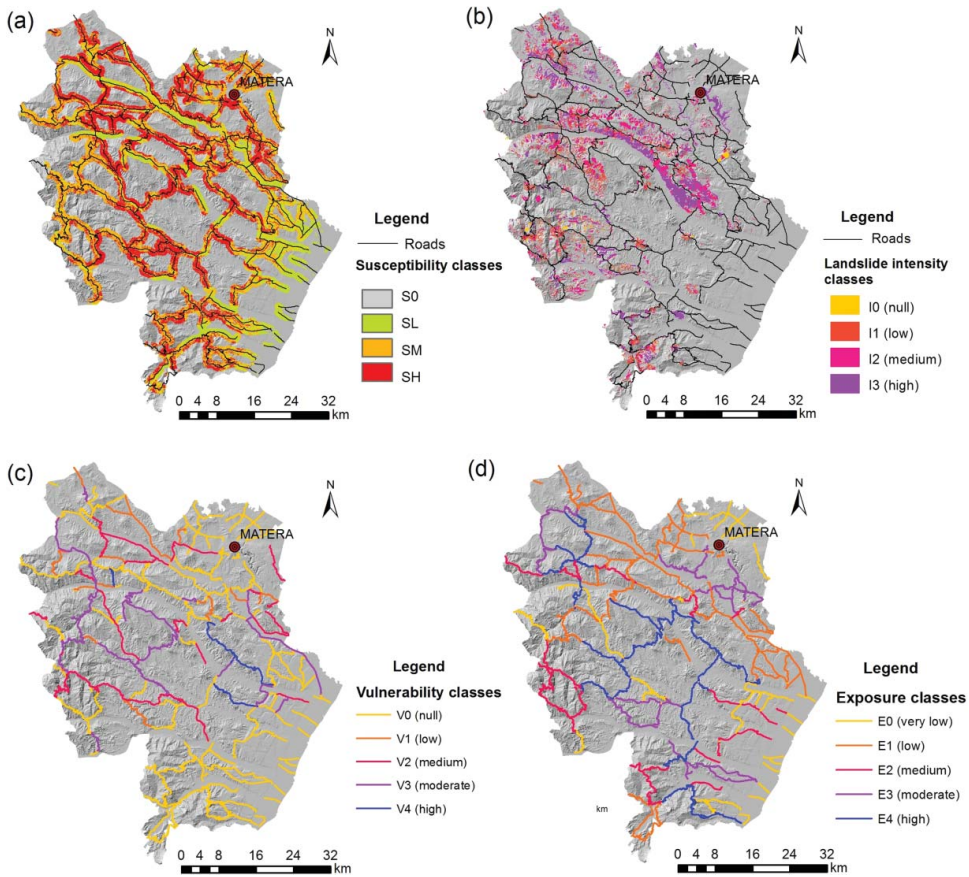 (a)
N
MATERA
Legend
Roads
Susceptibility classes
S0
SL
SM
SH
0 4 8 16 24 32
km
(b)
N
MATERA
Legend
Roads
Landslide intensity
classes
I0 (null)
I1 (low)
I2 (medium)
I3 (high)
0 4 8 16 24 32
km
(c)
N
MATERA
Legend
Vulnerability classes
V0 (null)
V1 (low)
V2 (medium)
V3 (moderate)
V4 (high)
0 4 8 16 24 32
km
(d)
N
MATERA
Legend
Exposure classes
E0 (very low)
E1 (low)
E2 (medium)
E3 (moderate)
E4 (high)
km
0 4 8 16 24 32
km